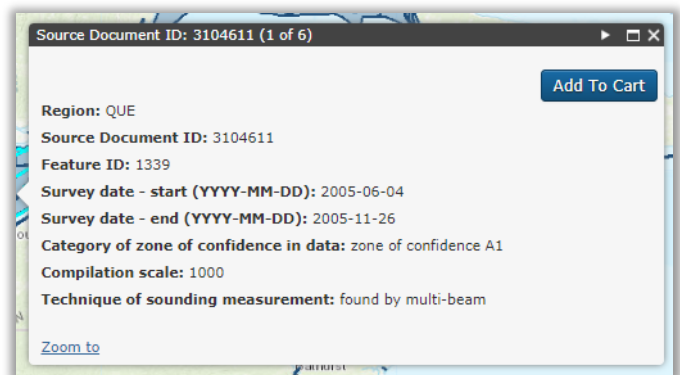 Source Document ID: 3104611 (1 of 6)
Add To Cart
Region: QUE
Source Document ID: 3104611
Feature ID: 1339
Survey date - start (YYYY-MM-DD): 2005-06-04
Survey date - end (YYYY-MM-DD): 2005-11-26
Category of zone of confidence in data: zone of confidence A1
Compilation scale: 1000
Technique of sounding measurement: found by multi-beam
Zoom to